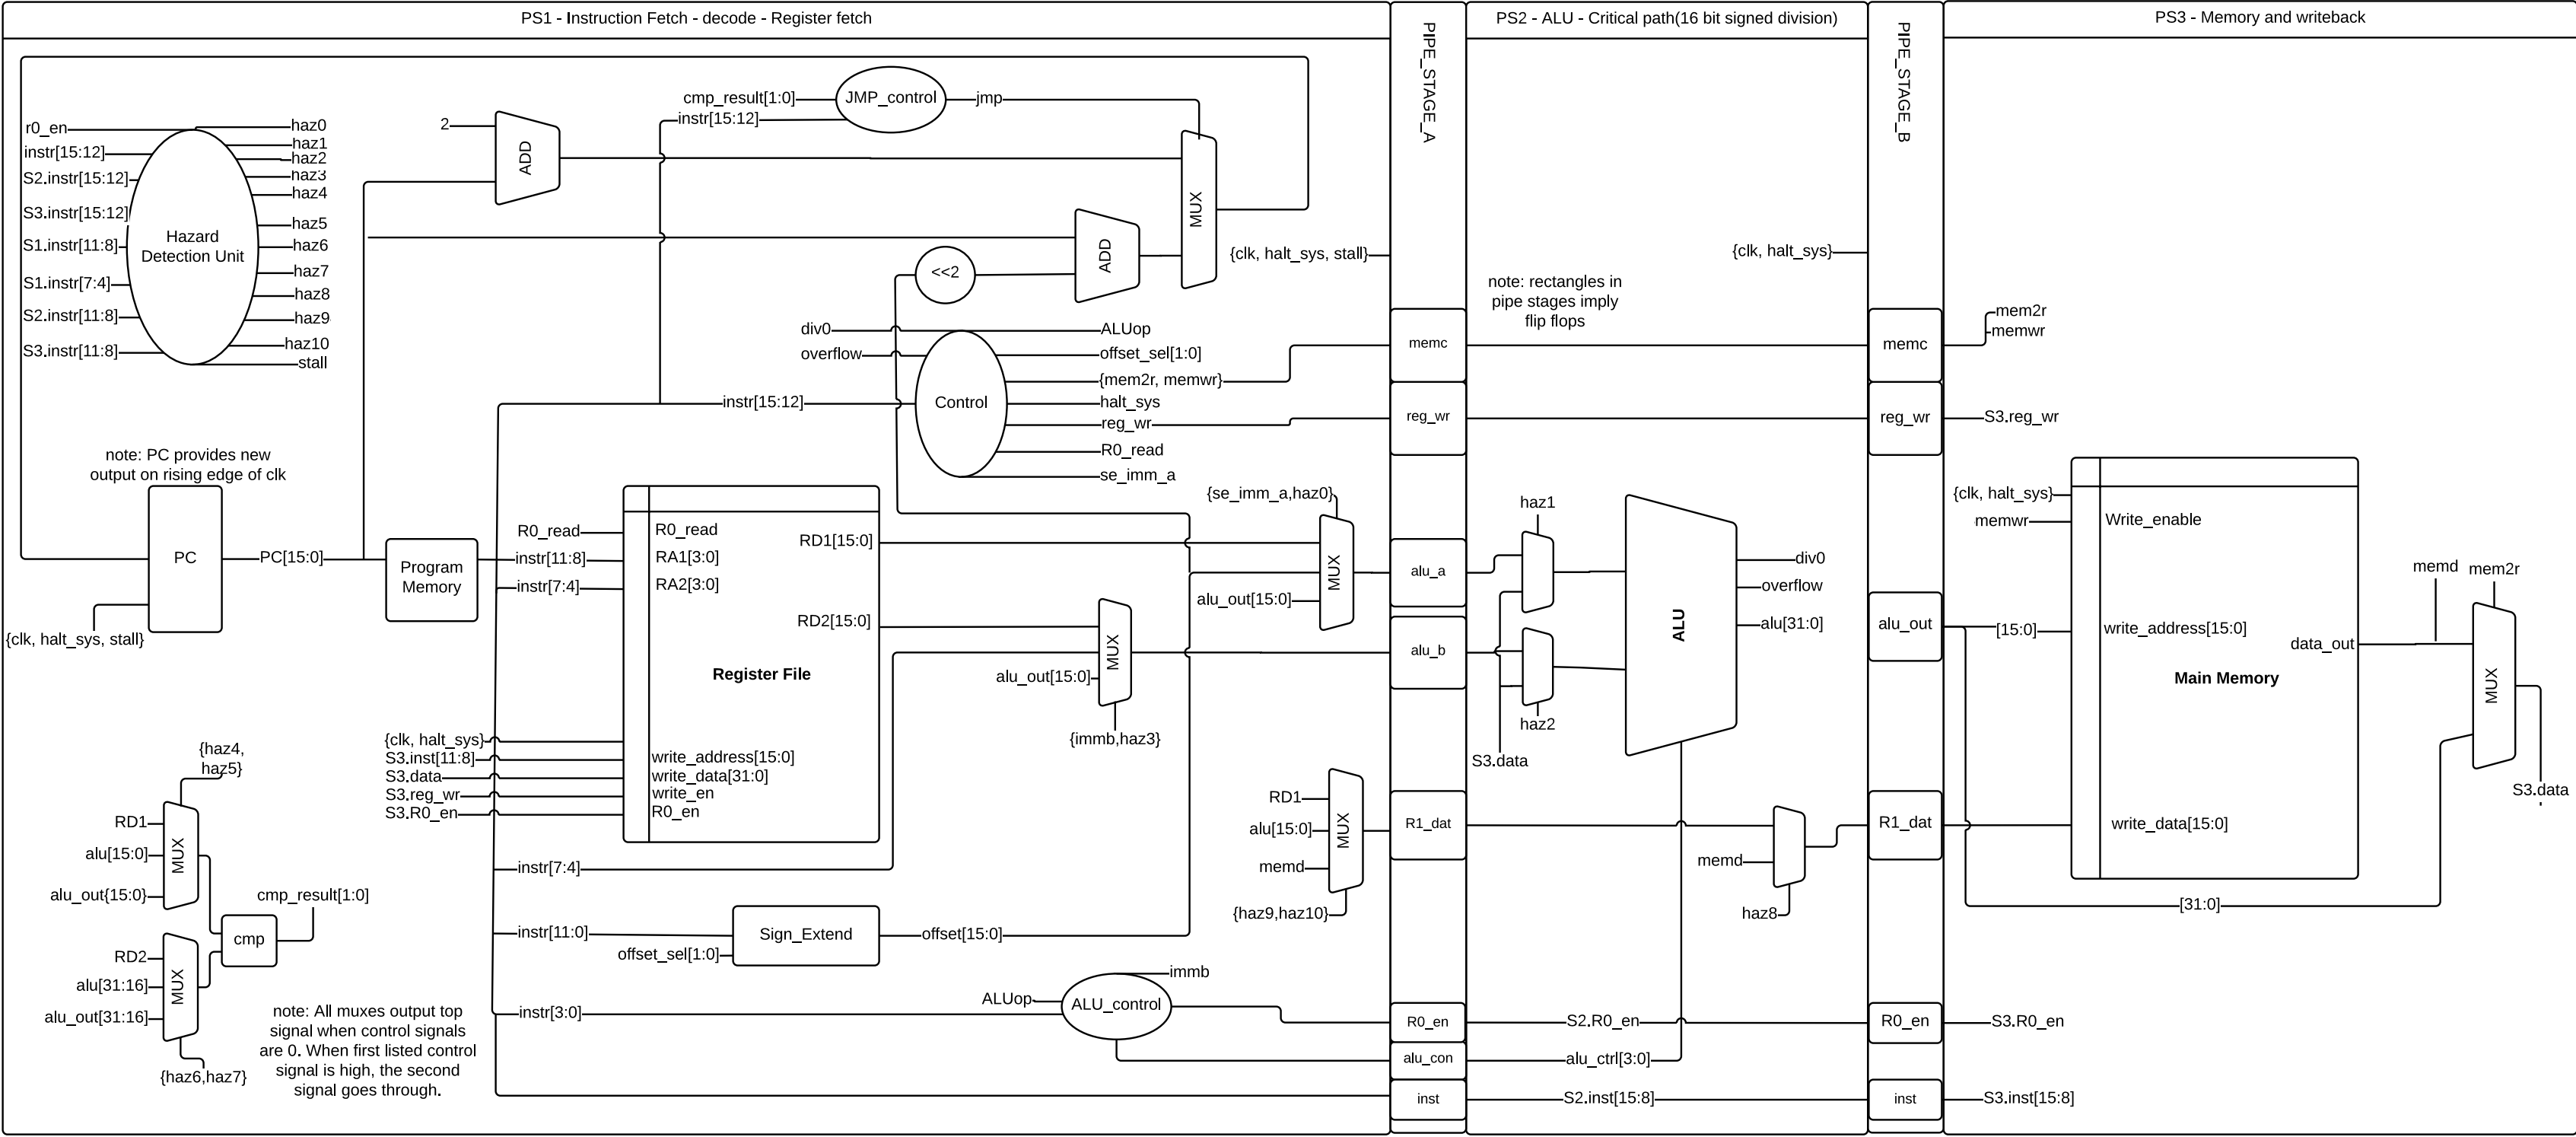 PS1 - Instruction Fetch - decode - Register fetch
PIPE_STAGE_A
PS2 - ALU - Critical path(16 bit signed division)
PIPE_STAGE_B
PS3 - Memory and writeback
r0_en
instr[15:12]
S2.instr[15:12]
S3.instr[15:12]
S1.instr[11:8]
S1.instr[7:4]
S2.instr[11:8]
S3.instr[11:8]
Hazard
Detection Unit
haz0
haz1
haz2
haz3
haz4
haz5
haz6
haz7
haz8
haz9
haz10
stall
2
ADD
cmp_result[1:0]
instr[15:12]
JMP_control
jmp
MUX
ADD
<<2
{clk, halt_sys, stall}
div0
overflow
instr[15:12]
Control
ALUop
offset_sel[1:0]
{mem2r, memwr}
halt_sys
reg_wr
R0_read
se_imm_a
note: PC provides new
output on rising edge of clk
PC
PC[15:0]
{clk, halt_sys, stall}
Program
Memory
R0_read
instr[11:8]
instr[7:4]
R0_read
RA1[3:0]
RA2[3:0]
RD1[15:0]
RD2[15:0]
Register File
{clk, halt_sys}
S3.inst[11:8]
S3.data
S3.reg_wr
S3.R0_en
write_address[15:0]
write_data[31:0]
write_en
R0_en
{se_imm_a,haz0}
MUX
alu_out[15:0]
MUX
alu_out[15:0]
{immb,haz3}
{haz4,
haz5}
RD1
alu[15:0]
alu_out{15:0}
MUX
cmp_result[1:0]
cmp
RD2
alu[31:16]
alu_out[31:16]
MUX
{haz6,haz7}
note: All muxes output top
signal when control signals
are 0. When first listed control
signal is high, the second
signal goes through.
instr[7:4]
instr[11:0]
offset_sel[1:0]
Sign_Extend
offset[15:0]
instr[3:0]
ALUop
ALU_control
immb
RD1
alu[15:0]
memd
MUX
{haz9,haz10}
memc
reg_wr
alu_a
alu_b
R1_dat
R0_en
alu_con
inst
note: rectangles in
pipe stages imply
flip flops
{clk, halt_sys}
haz1
haz2
S3.data
ALU
div0
overflow
alu[31:0]
memd
haz8
S2.R0_en
alu_ctrl[3:0]
S2.inst[15:8]
memc
reg_wr
alu_out
R1_dat
R0_en
inst
mem2r
memwr
S3.reg_wr
{clk, halt_sys}
memwr
[15:0]
Write_enable
write_address[15:0]
data_out
Main Memory
write_data[15:0]
memd
mem2r
MUX
S3.data
[31:0]
S3.R0_en
S3.inst[15:8]